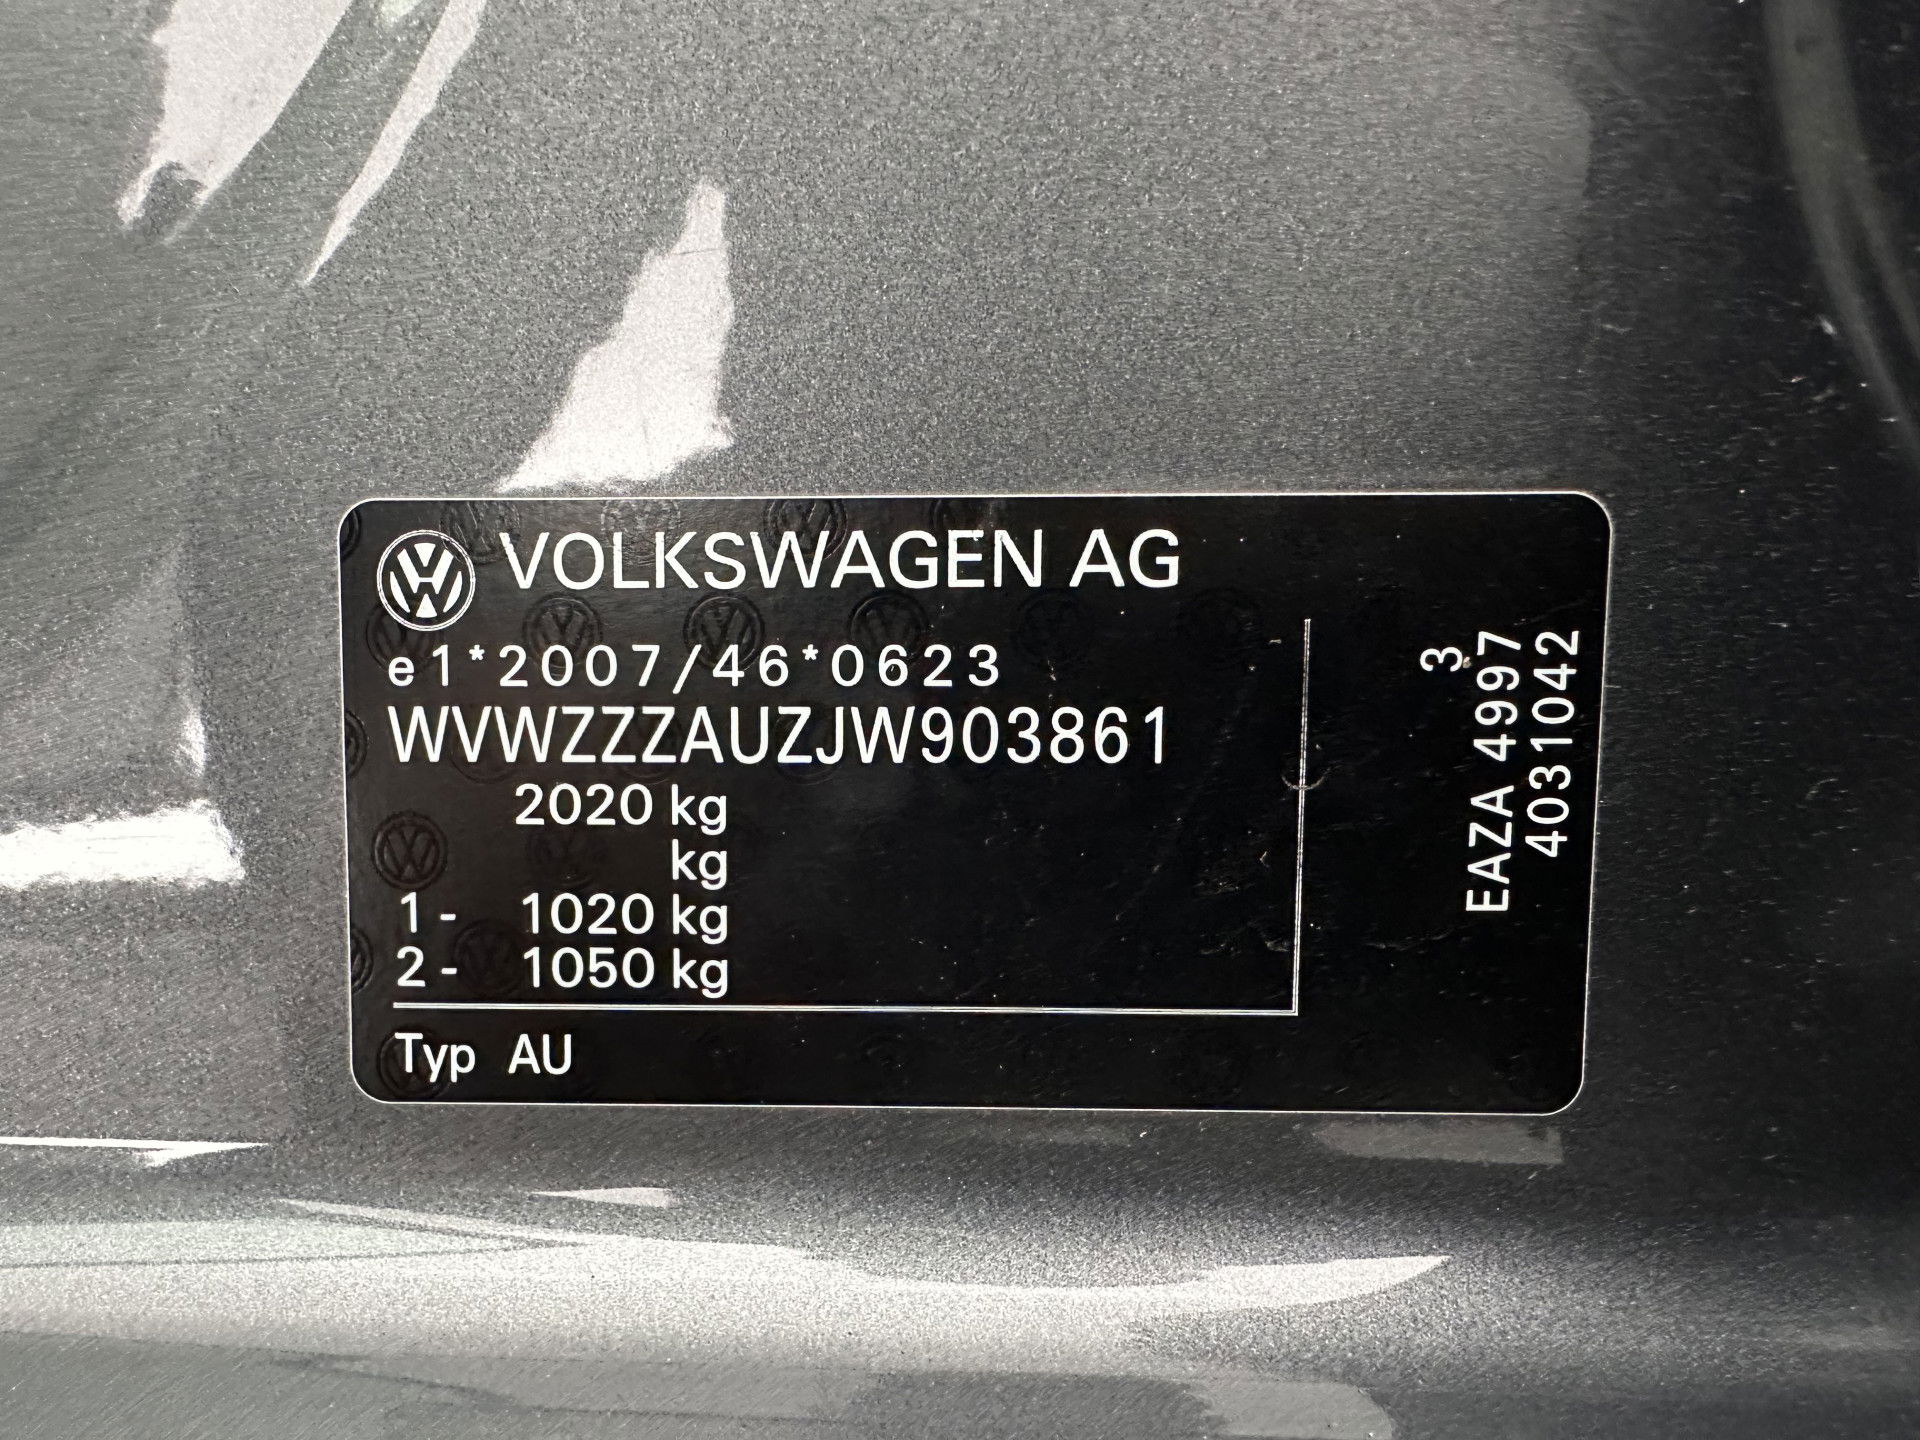 VOLKSWAGEN AG
e1*2007/46*0623
WVWZZZAUZJW903861
2020 kg
kg
1- 1020 kg
2- 1050 kg
Typ AU
3
EAZA 4997
4031042